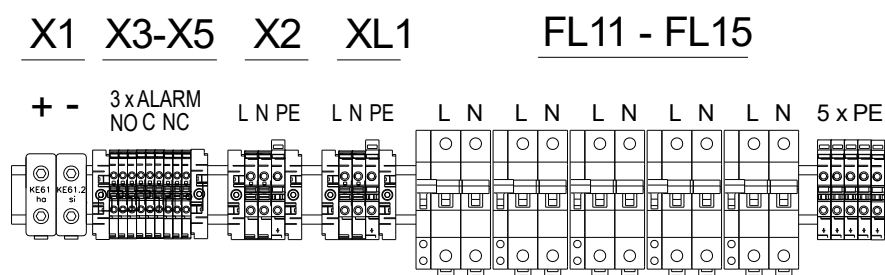 X1 X3-X5 X2 XL1 FL11 - FL15
+ - 3 x ALARM
NO C NC L N PE L N PE L N L N L N L N L N 5 x PE
KE61 KE61.2
ha si